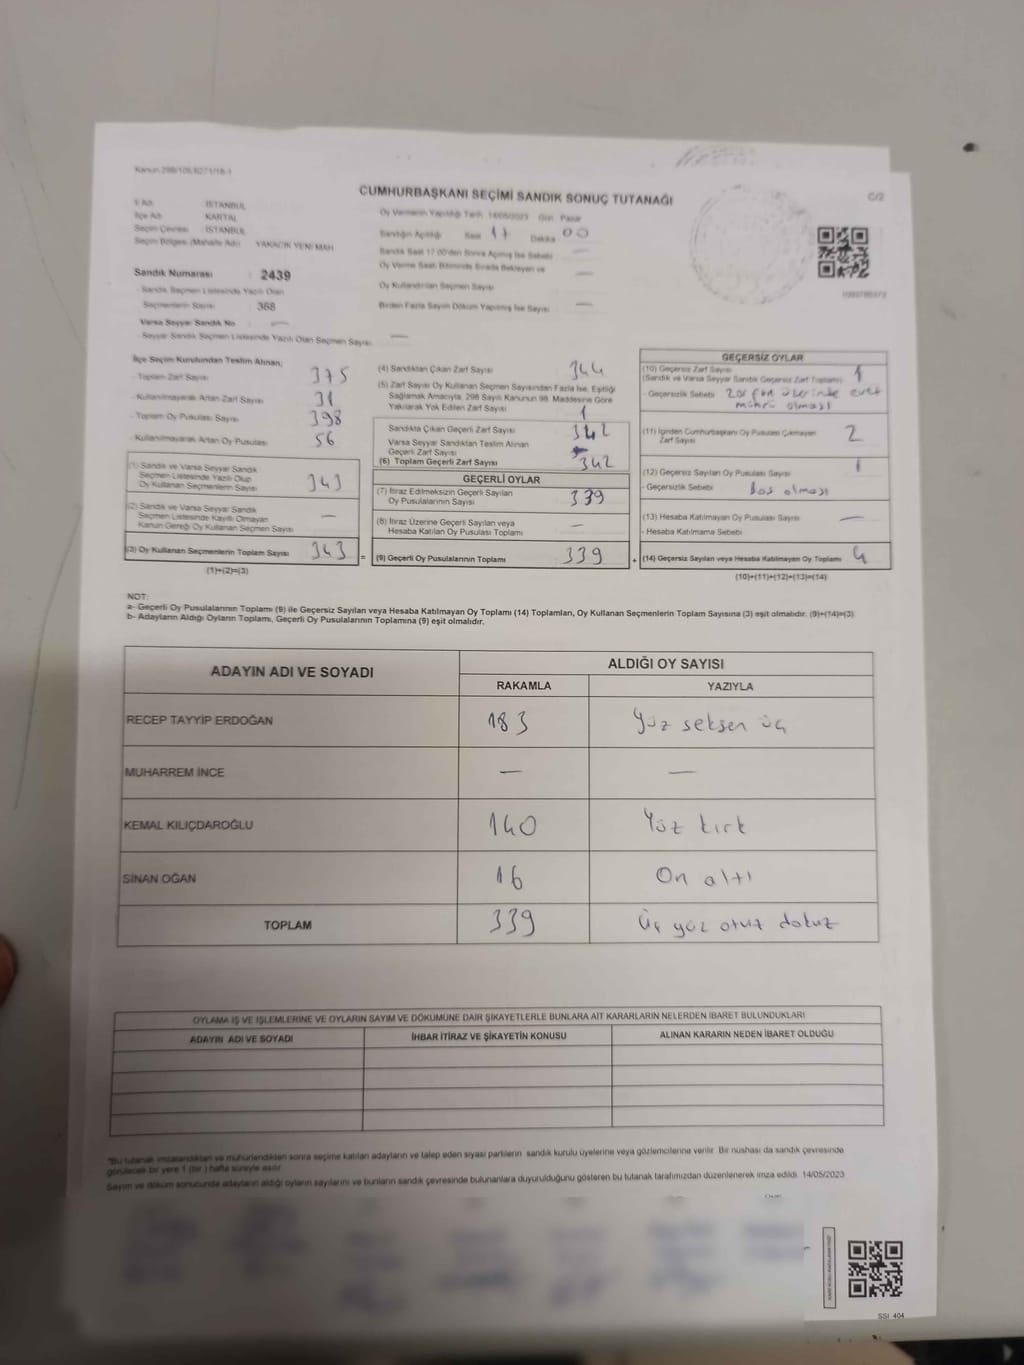 Kanun 298/105,6271/18-1
CUMHURBAŞKANI SEÇİMİ SANDIK SONUÇ TUTANAĞI
C/2
İl Adı : İSTANBUL
İlçe Adı : KARTAL
Seçim Çevresi : İSTANBUL
Seçim Bölgesi (Mahalle Adı) : YAKACIK YENİ MAH
Sandık Numarası : 2439
- Sandık Seçmen Listesinde Yazılı Olan
Seçmenlerin Sayısı : 368
Varsa Seyyar Sandık No : —
- Seyyar Sandık Seçmen Listesinde Yazılı Olan Seçmen Sayısı : —
Oy Vermenin Yapıldığı Tarih : 14/05/2023 Gün : Pazar
Sandığın Açıldığı Saat 17 Dakika 00
Sandık Saat 17.00'den Sonra Açılmış İse Sebebi —
Oy Verme Saati Bitiminde Sırada Bekleyen ve
Oy Kullandırılan Seçmen Sayısı —
Birden Fazla Sayım Döküm Yapılmış İse Sayısı —
İlçe Seçim Kurulundan Teslim Alınan;
- Toplam Zarf Sayısı : 375
- Kullanılmayarak Artan Zarf Sayısı : 31
- Toplam Oy Pusulası Sayısı : 398
- Kullanılmayarak Artan Oy Pusulası : 56
(1) Sandık ve Varsa Seyyar Sandık
Seçmen Listesinde Yazılı Olup
Oy Kullanan Seçmenlerin Sayısı 343
(2) Sandık ve Varsa Seyyar Sandık
Seçmen Listesinde Kayıtlı Olmayan
Kanun Gereği Oy Kullanan Seçmen Sayısı —
(3) Oy Kullanan Seçmenlerin Toplam Sayısı 343
(1)+(2)=(3)
=
(4) Sandıktan Çıkan Zarf Sayısı 344
(5) Zarf Sayısı Oy Kullanan Seçmen Sayısından Fazla İse, Eşitliği
Sağlamak Amacıyla, 298 Sayılı Kanunun 98. Maddesine Göre
Yakılarak Yok Edilen Zarf Sayısı 1
Sandıkta Çıkan Geçerli Zarf Sayısı 342
Varsa Seyyar Sandıktan Teslim Alınan
Geçerli Zarf Sayısı
(6) Toplam Geçerli Zarf Sayısı 342
GEÇERLİ OYLAR
(7) İtiraz Edilmeksizin Geçerli Sayılan
Oy Pusulalarının Sayısı 339
(8) İtiraz Üzerine Geçerli Sayılan veya
Hesaba Katılan Oy Pusulası Toplamı —
(9) Geçerli Oy Pusulalarının Toplamı 339
+
GEÇERSİZ OYLAR
(10) Geçersiz Zarf Sayısı 1
(Sandık ve Varsa Seyyar Sandık Geçersiz Zarf Toplamı)
- Geçersizlik Sebebi : zarfın üzerinde evet
mührü olması
(11) İçinden Cumhurbaşkanı Oy Pusulası Çıkmayan
Zarf Sayısı 2
(12) Geçersiz Sayılan Oy Pusulası Sayısı 1
- Geçersizlik Sebebi : boş olması
(13) Hesaba Katılmayan Oy Pusulası Sayısı —
- Hesaba Katılmama Sebebi :
(14) Geçersiz Sayılan veya Hesaba Katılmayan Oy Toplamı 4
(10)+(11)+(12)+(13)=(14)
NOT:
a- Geçerli Oy Pusulalarının Toplamı (9) ile Geçersiz Sayılan veya Hesaba Katılmayan Oy Toplamı (14) Toplamları, Oy Kullanan Seçmenlerin Toplam Sayısına (3) eşit olmalıdır. (9)+(14)=(3)
b- Adayların Aldığı Oyların Toplamı, Geçerli Oy Pusulalarının Toplamına (9) eşit olmalıdır.
ADAYIN ADI VE SOYADI
ALDIĞI OY SAYISI
RAKAMLA YAZIYLA
RECEP TAYYİP ERDOĞAN 183 Yüz seksen üç
MUHARREM İNCE — —
KEMAL KILIÇDAROĞLU 140 Yüz kırk
SİNAN OĞAN 16 On altı
TOPLAM 339 Üç yüz otuz dokuz
OYLAMA İŞ VE İŞLEMLERİNE VE OYLARIN SAYIM VE DÖKÜMÜNE DAİR ŞİKAYETLERLE BUNLARA AİT KARARLARIN NELERDEN İBARET BULUNDUKLARI
ADAYIN ADI VE SOYADI İHBAR İTİRAZ VE ŞİKAYETİN KONUSU ALINAN KARARIN NEDEN İBARET OLDUĞU
*Bu tutanak imzalandıktan ve mühürlendikten sonra seçime katılan adayların ve talep eden siyasi partilerin sandık kurulu üyelerine veya gözlemcilerine verilir. Bir nüshası da sandık çevresinde
görülecek bir yere 1 (bir) hafta süreyle asılır.
Sayım ve döküm sonucunda adayların aldığı oyların sayılarını ve bunların sandık çevresinde bulunanlara duyurulduğunu gösteren bu tutanak tarafımızdan düzenlenerek imza edildi. 14/05/2023
SSI 404